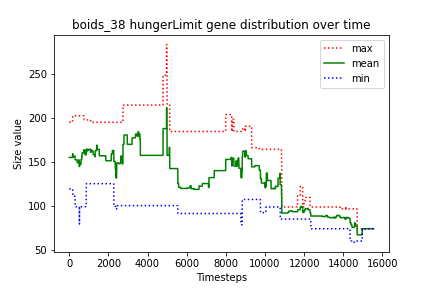 boids_38 hungerLimit gene distribution over time
max
mean
min
Size value
250
200
150
100
50
0
2000
4000
6000
8000
10000
12000
14000
16000
Timesteps